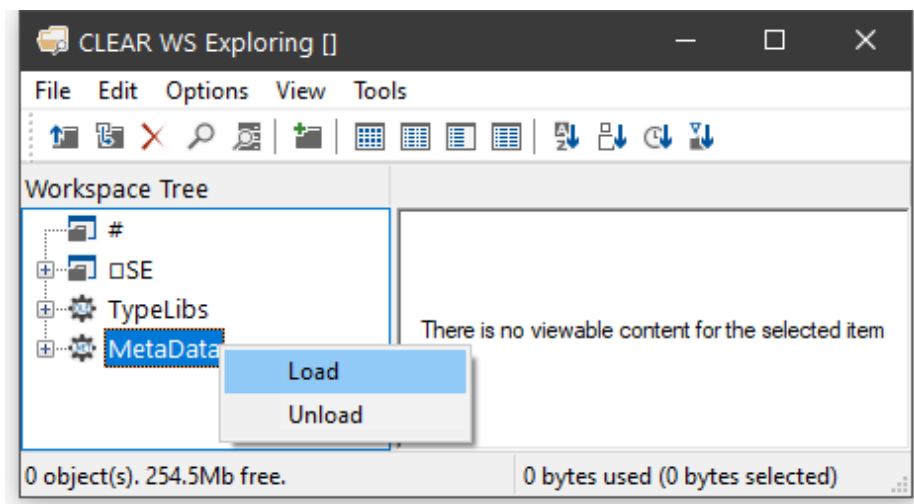 CLEAR WS Exploring []
File Edit Options View Tools
Workspace Tree
#
□SE
TypeLibs
MetaData
There is no viewable content for the selected item
Load
Unload
0 object(s). 254.5Mb free.
0 bytes used (0 bytes selected)